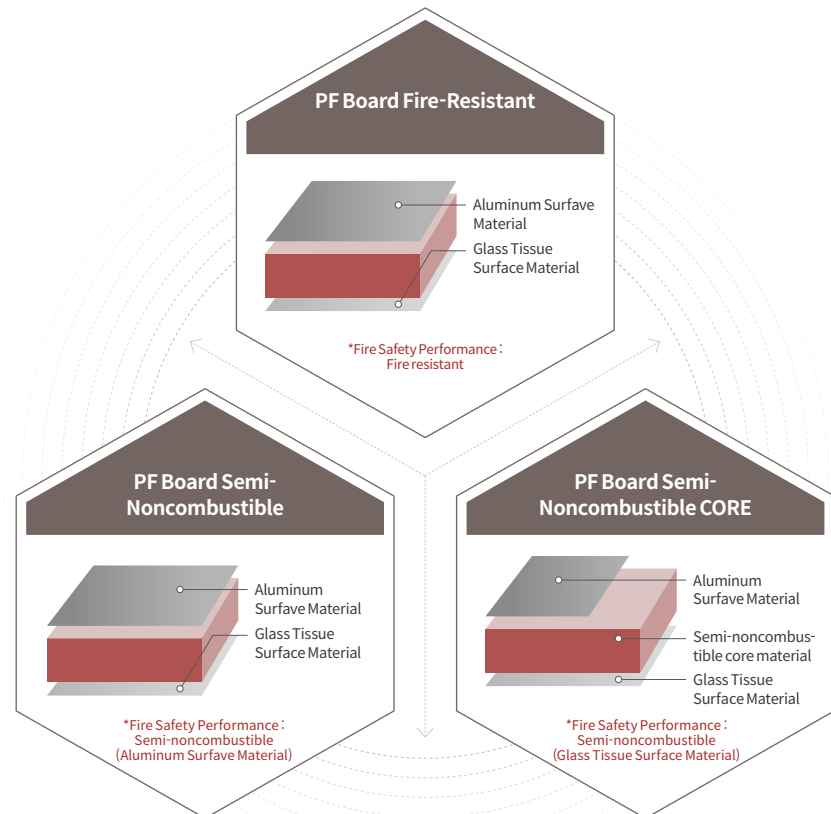 PF Board Fire-Resistant
Aluminum Surfave
Material
Glass Tissue
Surface Material
*Fire Safety Performance :
Fire resistant
PF Board Semi-
Noncombustible
Aluminum
Surfave Material
Glass Tissue
Surface Material
*Fire Safety Performance :
Semi-noncombustible
(Aluminum Surfave Material)
PF Board Semi-
Noncombustible CORE
Aluminum
Surfave Material
Semi-noncombus-
tible core material
Glass Tissue
Surface Material
*Fire Safety Performance :
Semi-noncombustible
(Glass Tissue Surface Material)